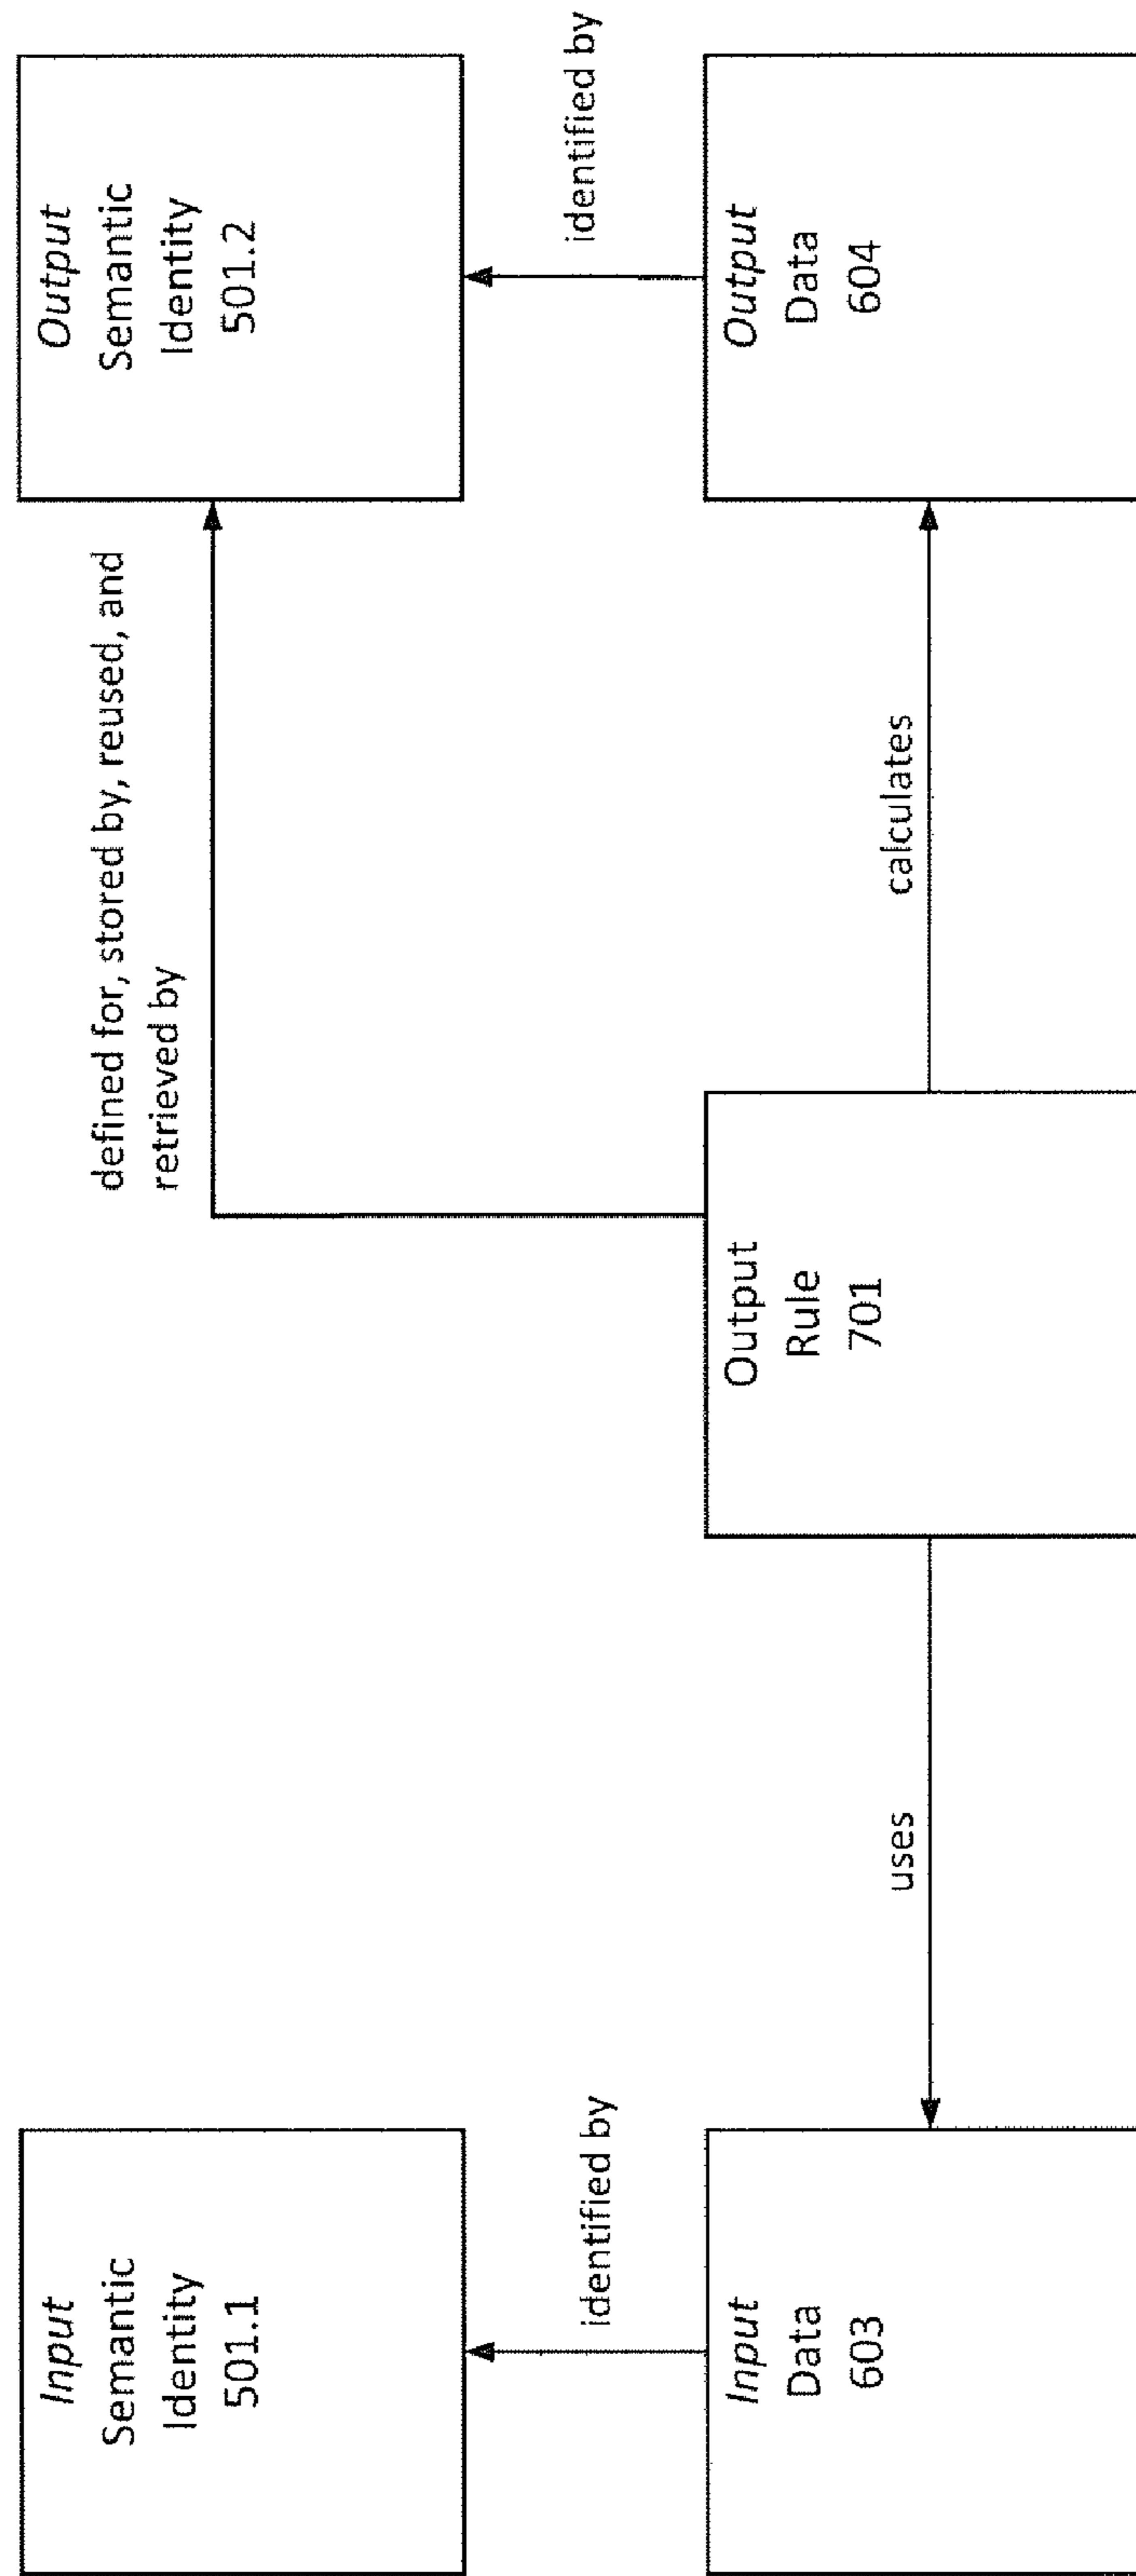 Input
Semantic
Identity
501.1
defined for, stored by, reused, and
retrieved by
Output
Semantic
Identity
501.2
identified by
identified by
Input
Data
603
uses
Output
Rule
701
calculates
Output
Data
604